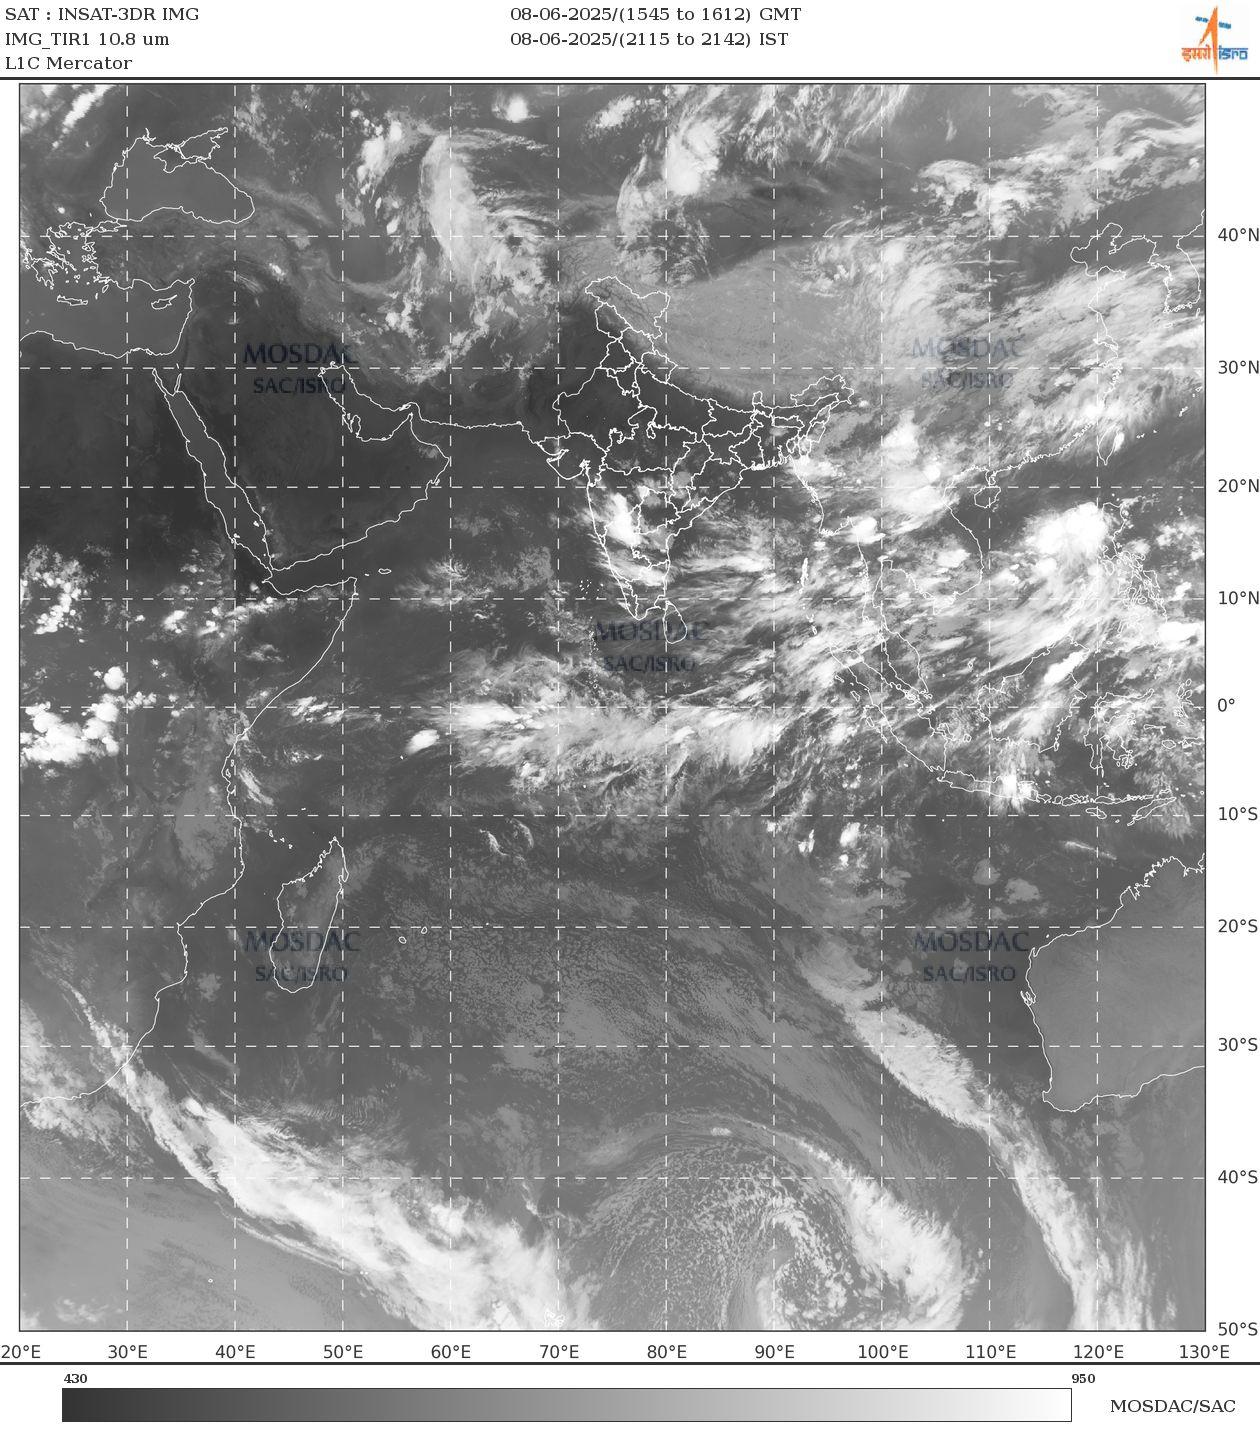 SAT : INSAT-3DR IMG
08-06-2025/(1545 to 1612) GMT
IMG_TIR1 10.8 um
08-06-2025/(2115 to 2142) IST
L1C Mercator
इसरो isro
40°N
MOSDAC
SAC/ISRO
MOSDAC
SAC/ISRO
30°N
20°N
10°N
MOSDAC
SAC/ISRO
0°
10°S
20°S
MOSDAC
SAC/ISRO
MOSDAC
SAC/ISRO
30°S
40°S
50°S
20°E 30°E 40°E 50°E 60°E 70°E 80°E 90°E 100°E 110°E 120°E 130°E
430 950
MOSDAC/SAC